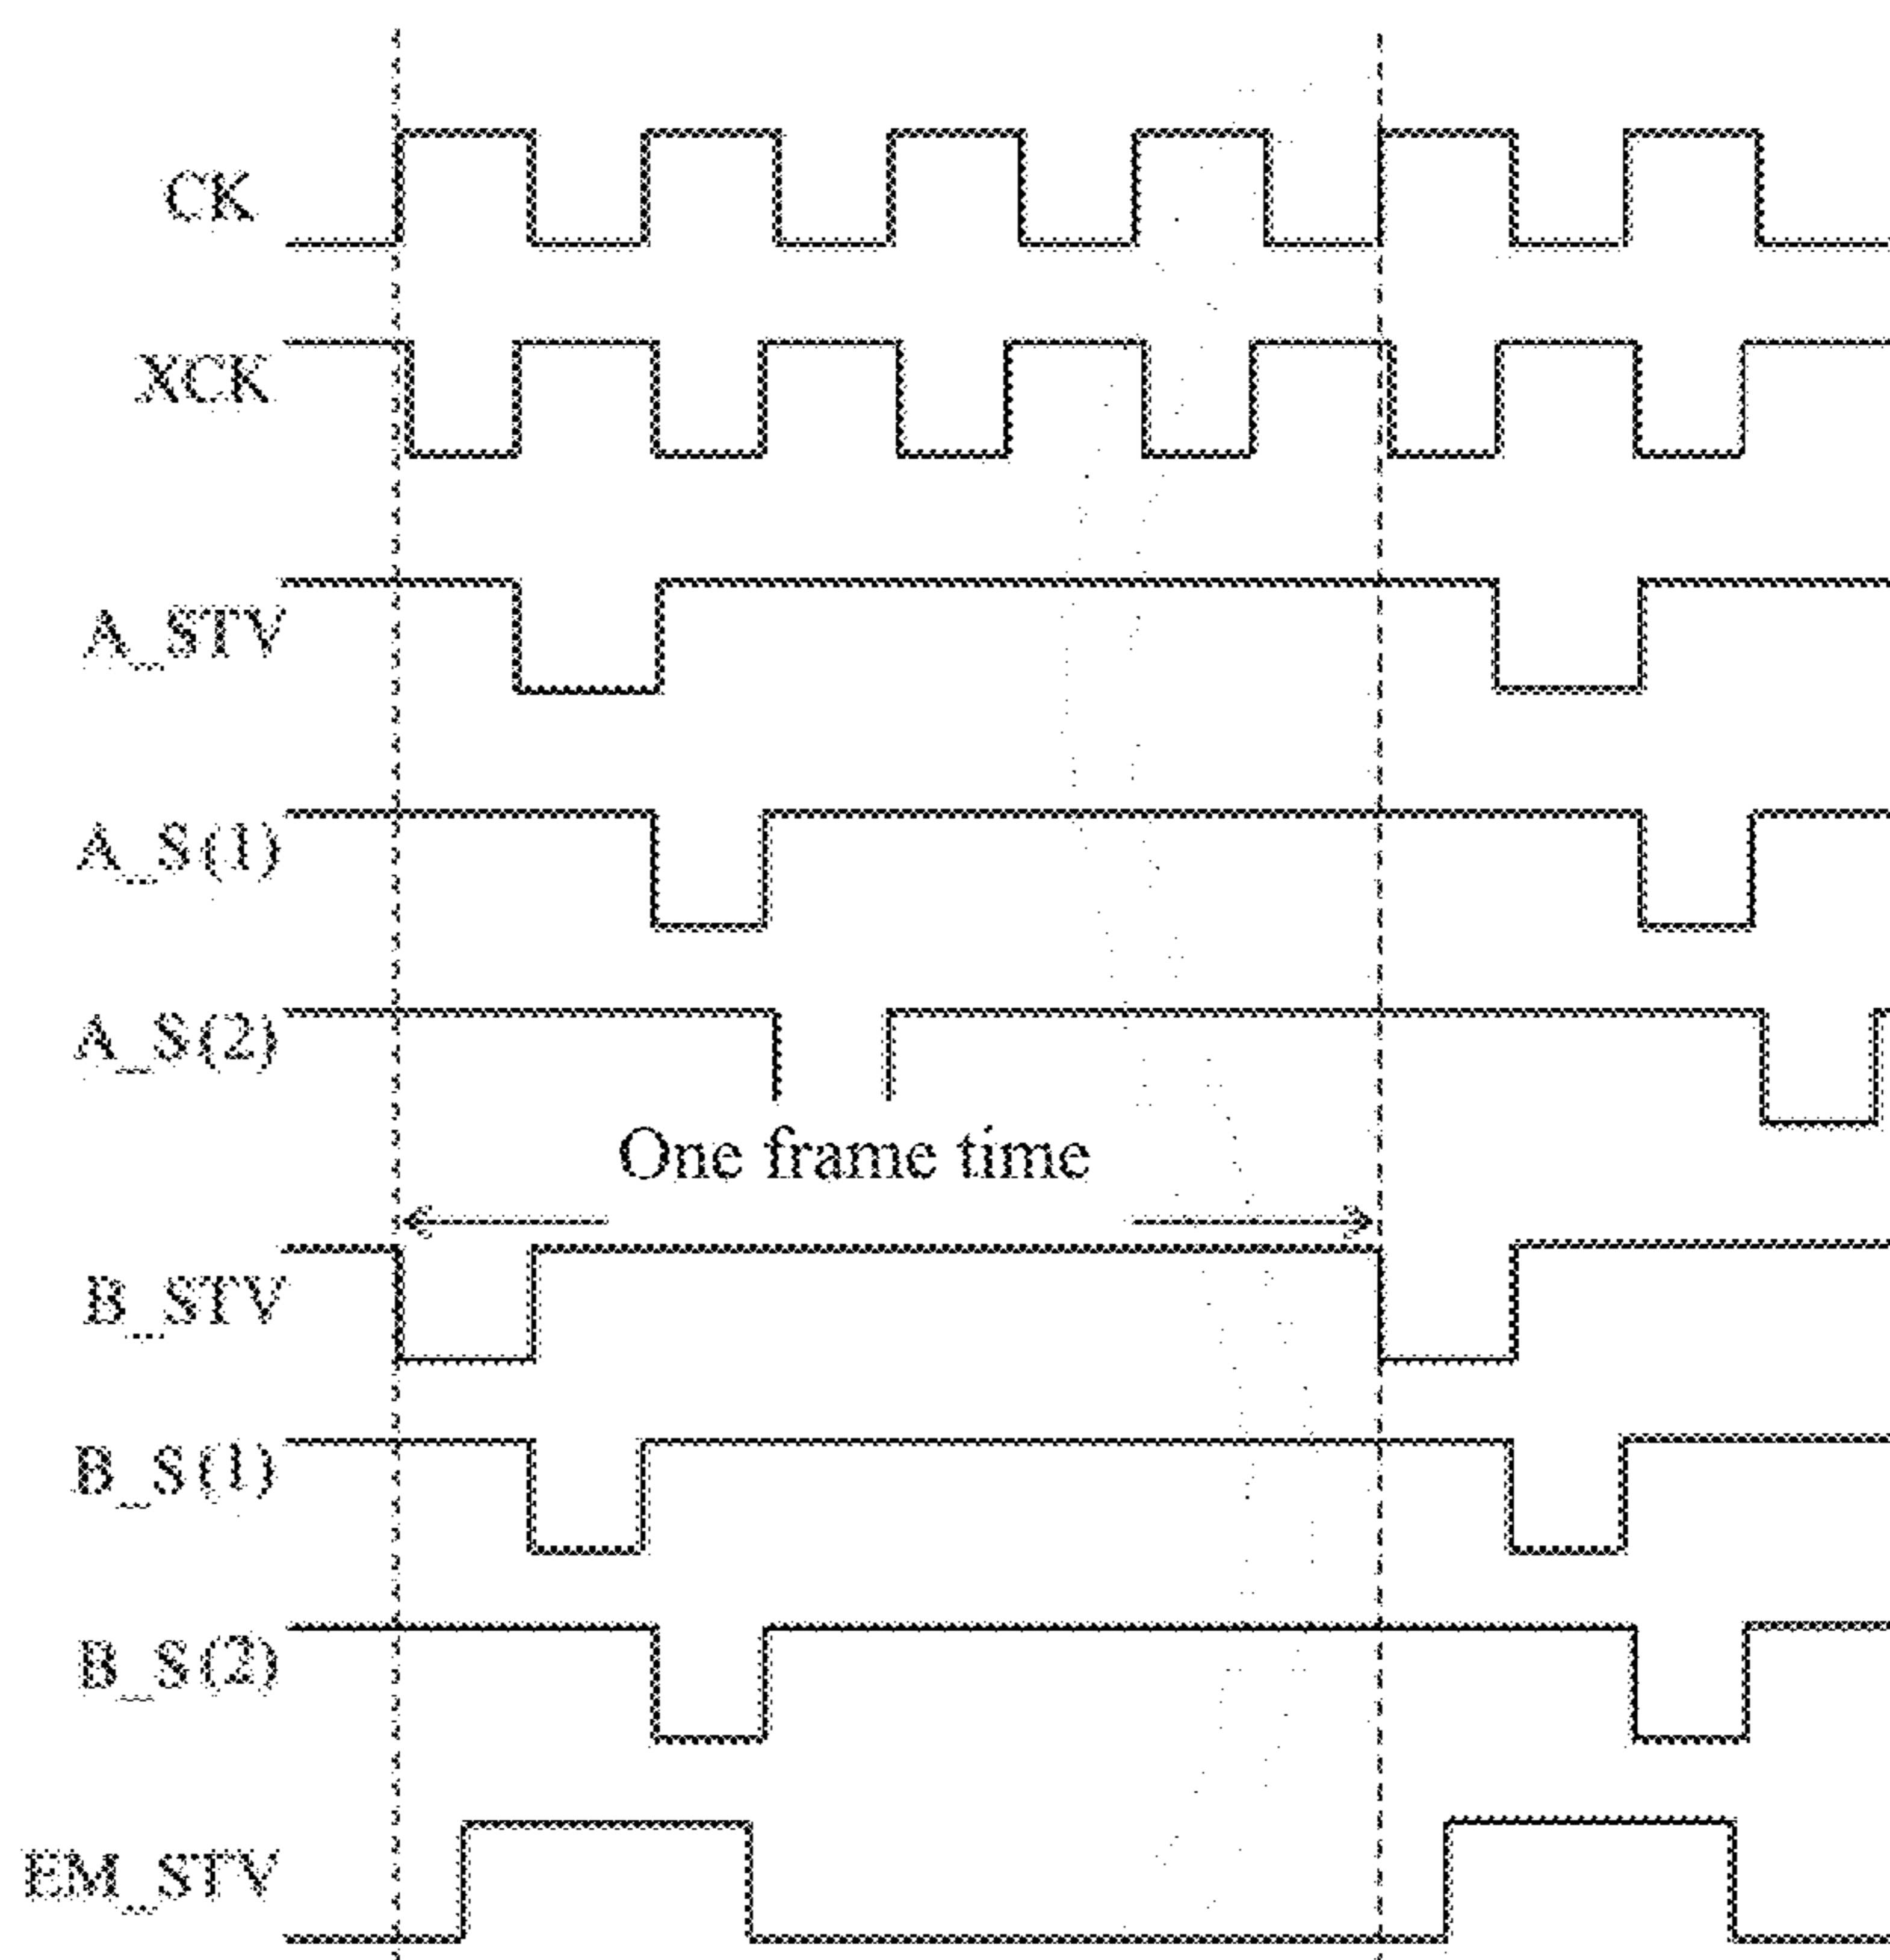 CK
XCK
A_STV
A_S(1)
A_S(2)
One frame time
B_STV
B_S(1)
B_S(2)
EM_STV